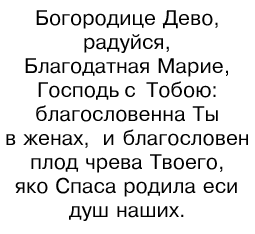 Богородице Дево,
радуйся,
Благодатная Марие,
Господь с Тобою:
благословенна Ты
в женах, и благословен
плод чрева Твоего,
яко Спаса родила еси
душ наших.